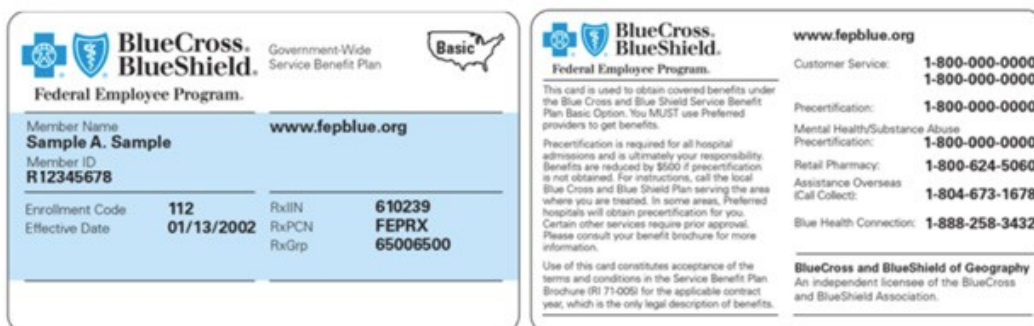 BlueCross®
BlueShield®
Federal Employee Program.
Government-Wide
Service Benefit Plan
Basic
Member Name
Sample A. Sample
Member ID
R12345678
www.fepblue.org
Enrollment Code 112
Effective Date 01/13/2002
RxIIN 610239
RxPCN FEPRX
RxGrp 65006500
BlueCross®
BlueShield®
Federal Employee Program.
This card is used to obtain covered benefits under
the Blue Cross and Blue Shield Service Benefit
Plan Basic Option. You MUST use Preferred
providers to get benefits.
Precertification is required for all hospital
admissions and is ultimately your responsibility.
Benefits are reduced by $500 if precertification
is not obtained. For instructions, call the local
Blue Cross and Blue Shield Plan serving the area
where you are treated. In some areas, Preferred
hospitals will obtain precertification for you.
Certain other services require prior approval.
Please consult your benefit brochure for more
information.
Use of this card constitutes acceptance of the
terms and conditions in the Service Benefit Plan
Brochure (RI 71-005) for the applicable contract
year, which is the only legal description of benefits.
www.fepblue.org
Customer Service: 1-800-000-0000
1-800-000-0000
Precertification: 1-800-000-0000
Mental Health/Substance Abuse
Precertification: 1-800-000-0000
Retail Pharmacy: 1-800-624-5060
Assistance Overseas
(Call Collect): 1-804-673-1678
Blue Health Connection: 1-888-258-3432
BlueCross and BlueShield of Geography
An independent licensee of the BlueCross
and BlueShield Association.